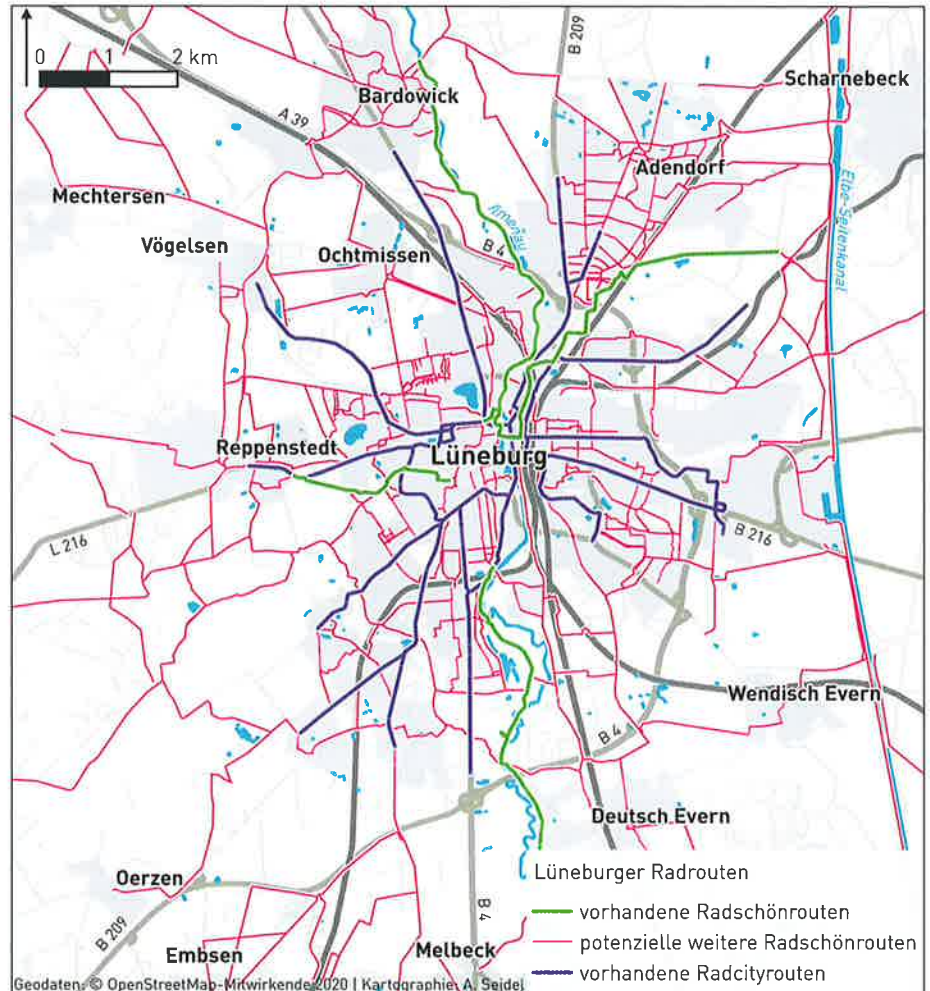 0 1 2 km
B 209
Scharnebeck
Bardowick
A 39
Adendorf
Mechtersen
Elbe-Seitenkanal
Ilmenau
Vögelsen
B 4
Ochtmissen
Reppenstedt
Lüneburg
L 216
B 216
Wendisch Evern
B 4
Deutsch Evern
Lüneburger Radrouten
Oerzen
vorhandene Radschönrouten
B 4
B 209
potenzielle weitere Radschönrouten
Embsen
Melbeck
vorhandene Radcityrouten
Geodaten: © OpenStreetMap-Mitwirkende 2020 | Kartographie: A. Seidel